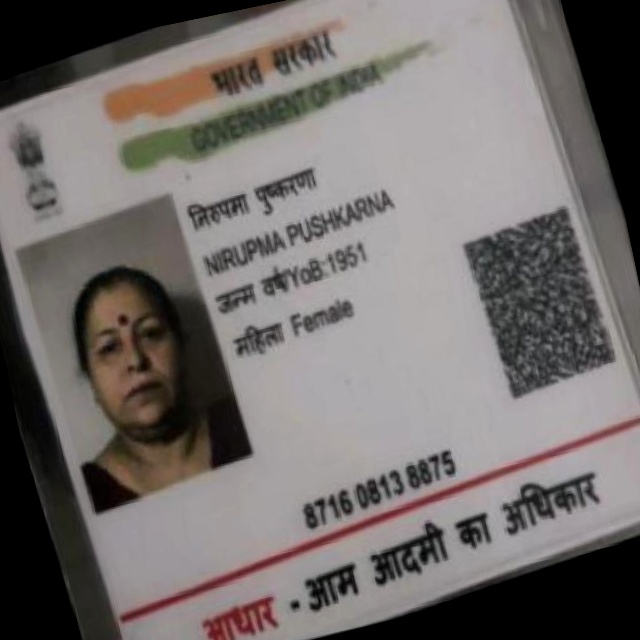 भारत सरकार
GOVERNMENT OF INDIA
निरुपमा पुष्करणा
NIRUPMA PUSHKARNA
जन्म वर्ष/YoB:1951
महिला Female
8716 0813 8875
आधार - आम आदमी का अधिकार